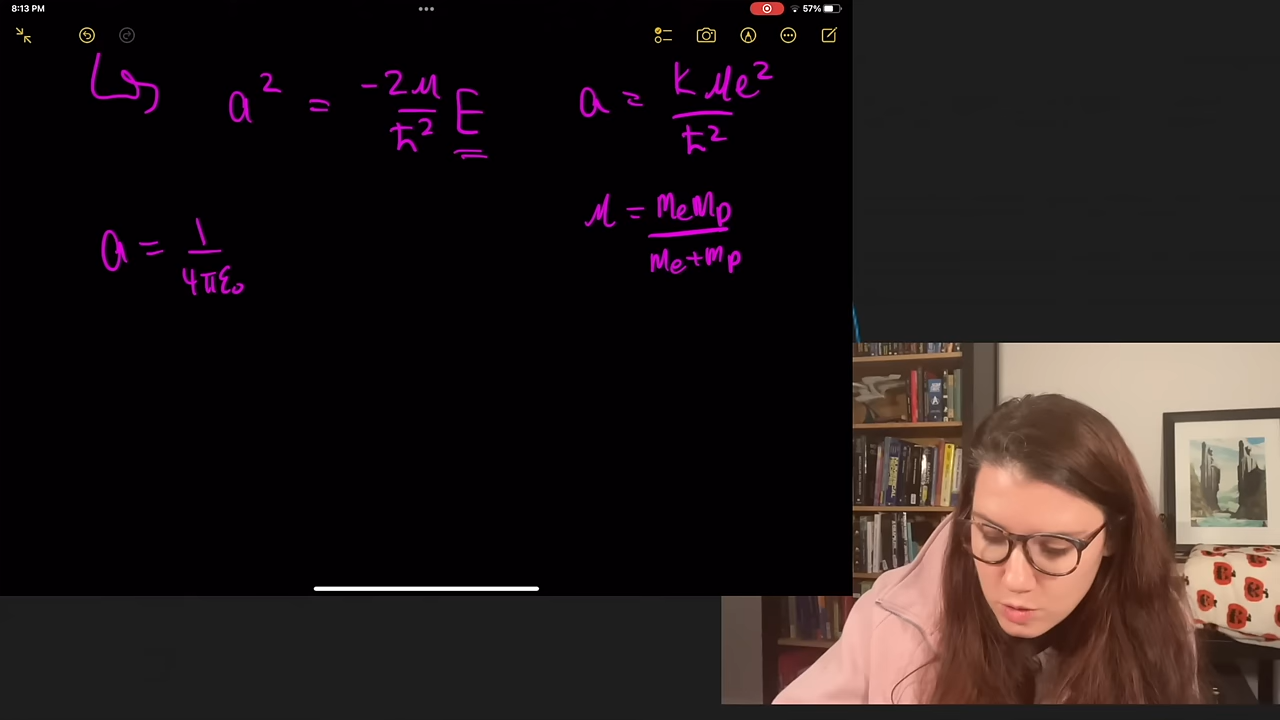 8:13 PM 57%
a² = -2μ/ħ² E
a = kμe²/ħ²
μ = mₑmₚ/mₑ+mₚ
a = 1/4πε₀